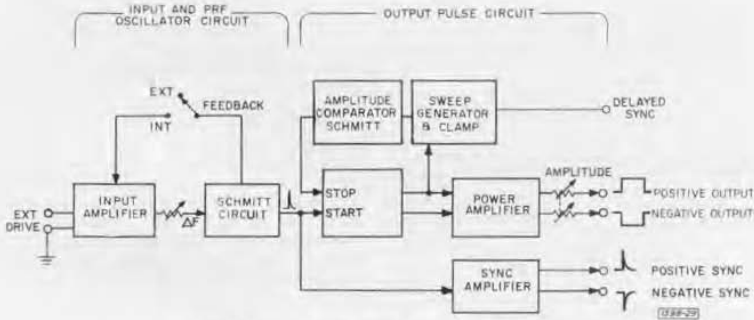 INPUT AND PRF
OSCILLATOR CIRCUIT
OUTPUT PULSE CIRCUIT
EXT
FEEDBACK
INT
AMPLITUDE
COMPARATOR
SCHMITT
SWEEP
GENERATOR
& CLAMP
DELAYED
SYNC
EXT
DRIVE
INPUT
AMPLIFIER
ΔF
SCHMITT
CIRCUIT
STOP
START
POWER
AMPLIFIER
AMPLITUDE
POSITIVE OUTPUT
NEGATIVE OUTPUT
SYNC
AMPLIFIER
POSITIVE SYNC
NEGATIVE SYNC